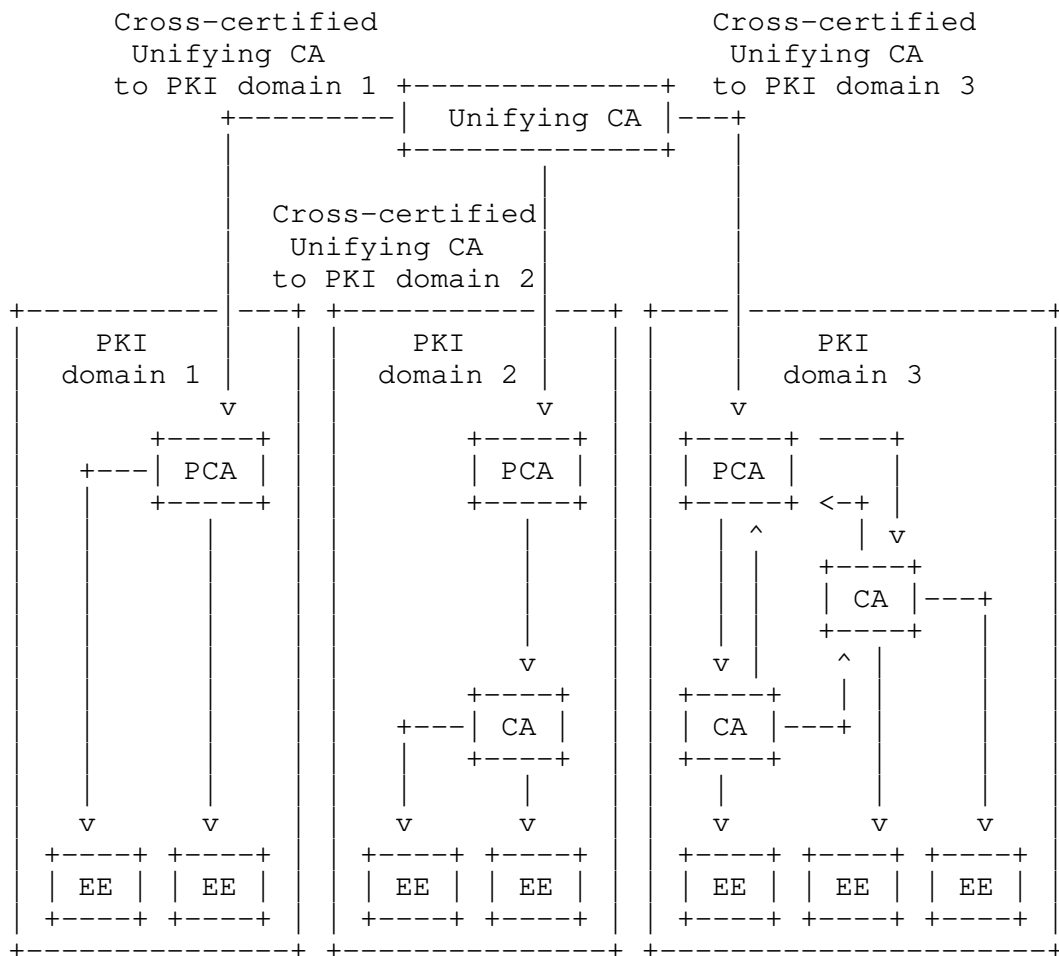 Cross-certified Cross-certified
Unifying CA Unifying CA
to PKI domain 1 to PKI domain 3
Unifying CA
Cross-certified
Unifying CA
to PKI domain 2
PKI PKI PKI
domain 1 domain 2 domain 3
PCA PCA PCA
CA
CA CA
EE EE EE EE EE EE EE